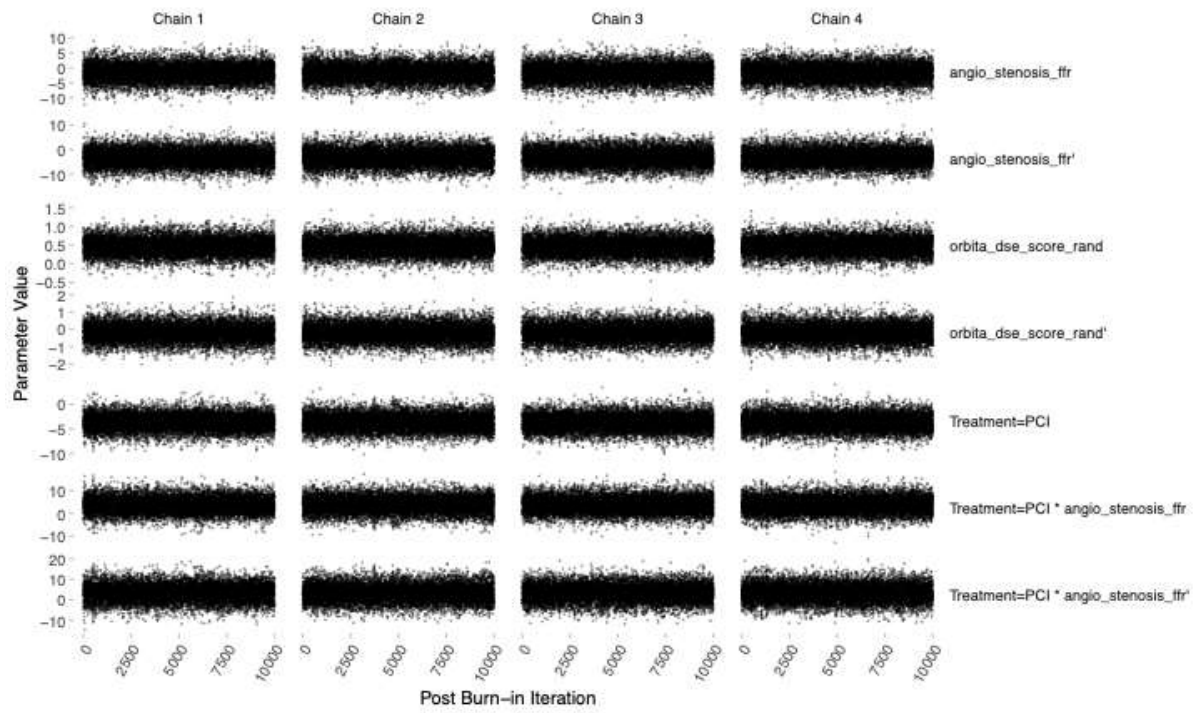 Chain 1 Chain 2 Chain 3 Chain 4
10
5
0
−5
−10
angio_stenosis_ffr
10
0
−10
angio_stenosis_ffr'
1.5
1.0
0.5
0.0
−0.5
orbita_dse_score_rand
2
1
0
−1
−2
orbita_dse_score_rand'
0
−5
−10
Treatment=PCI
10
0
−10
Treatment=PCI * angio_stenosis_ffr
20
10
0
−10
Treatment=PCI * angio_stenosis_ffr'
Parameter Value
0 2500 5000 7500 10000 0 2500 5000 7500 10000 0 2500 5000 7500 10000 0 2500 5000 7500 10000
Post Burn−in Iteration